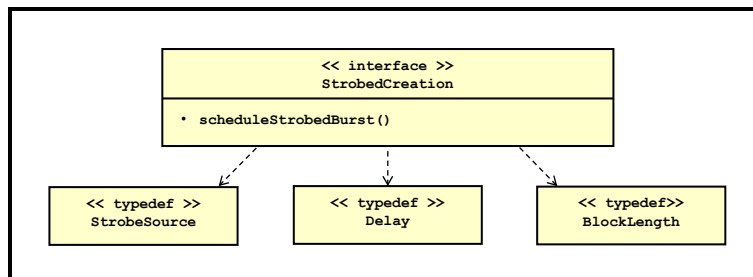 << interface >>
StrobedCreation
• scheduleStrobedBurst()
<< typedef >>
StrobeSource
<< typedef >>
Delay
<< typedef>>
BlockLength